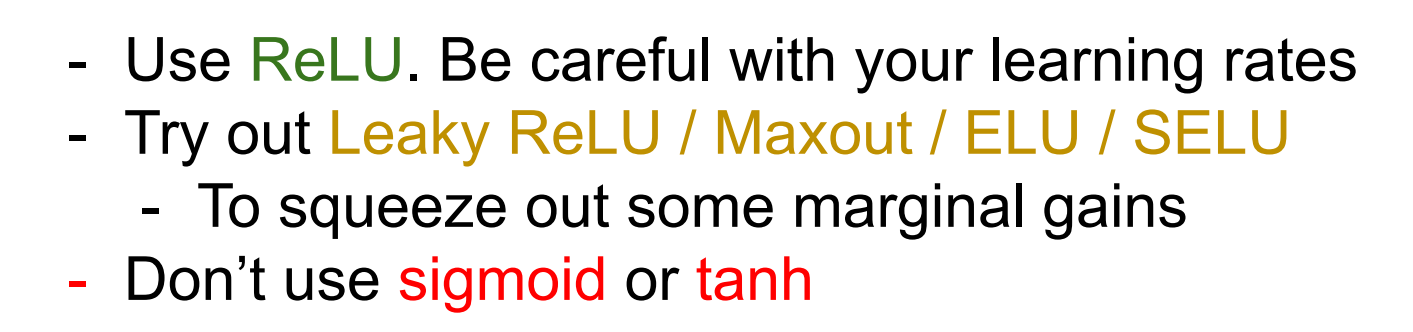 - Use ReLU. Be careful with your learning rates
- Try out Leaky ReLU / Maxout / ELU / SELU
- To squeeze out some marginal gains
- Don’t use sigmoid or tanh